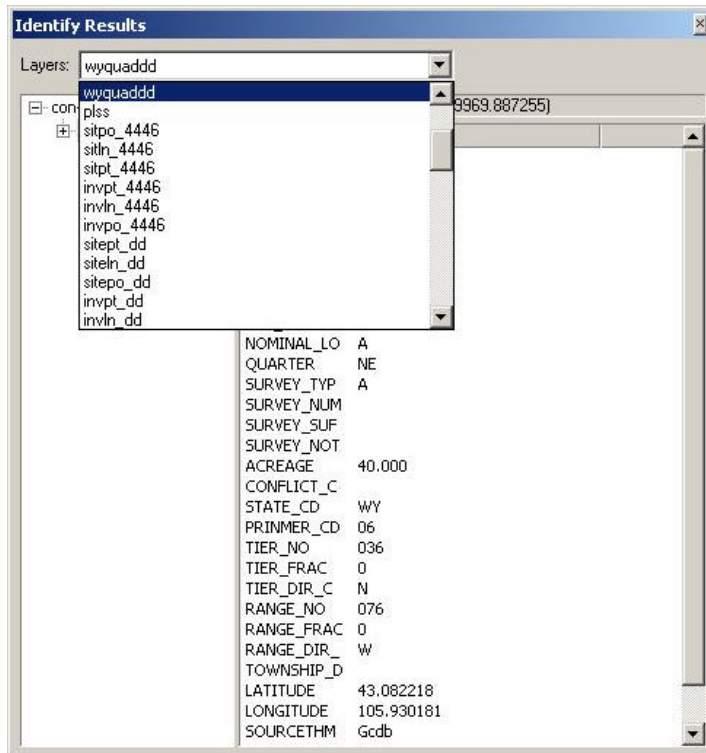 Identify Results
Layers: wyquaddd
wyquaddd
plss
sitpo_4446
sitln_4446
sitpt_4446
invpt_4446
invln_4446
invpo_4446
sitept_dd
siteln_dd
sitepo_dd
invpt_dd
invln_dd
con
9969.887255)
NOMINAL_LO A
QUARTER NE
SURVEY_TYP A
SURVEY_NUM
SURVEY_SUF
SURVEY_NOT
ACREAGE 40.000
CONFLICT_C
STATE_CD WY
PRINMER_CD 06
TIER_NO 036
TIER_FRAC 0
TIER_DIR_C N
RANGE_NO 076
RANGE_FRAC 0
RANGE_DIR_ W
TOWNSHIP_D
LATITUDE 43.082218
LONGITUDE 105.930181
SOURCETHM Gcdb